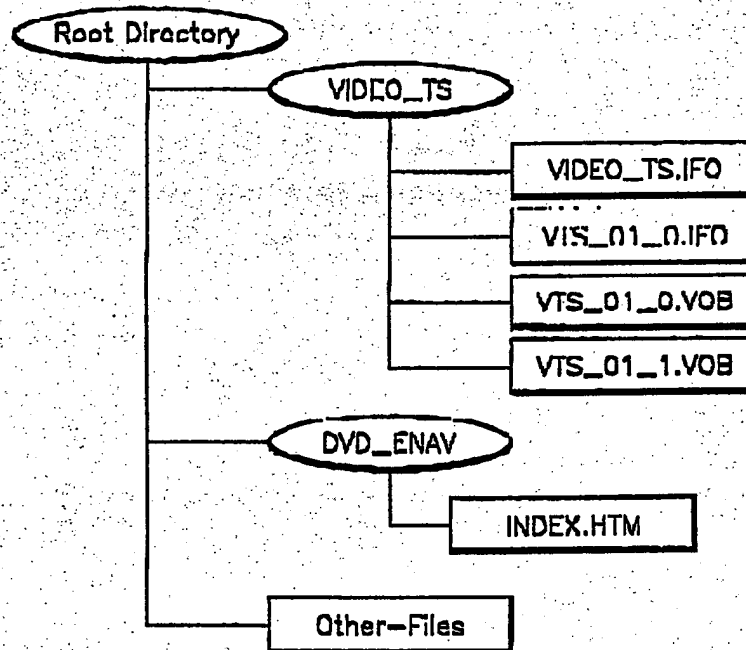 Root Directory
VIDEO_TS
VIDEO_TS.IFO
VTS_01_0.IFO
VTS_01_0.VOB
VTS_01_1.VOB
DVD_ENAV
INDEX.HTM
Other-Files